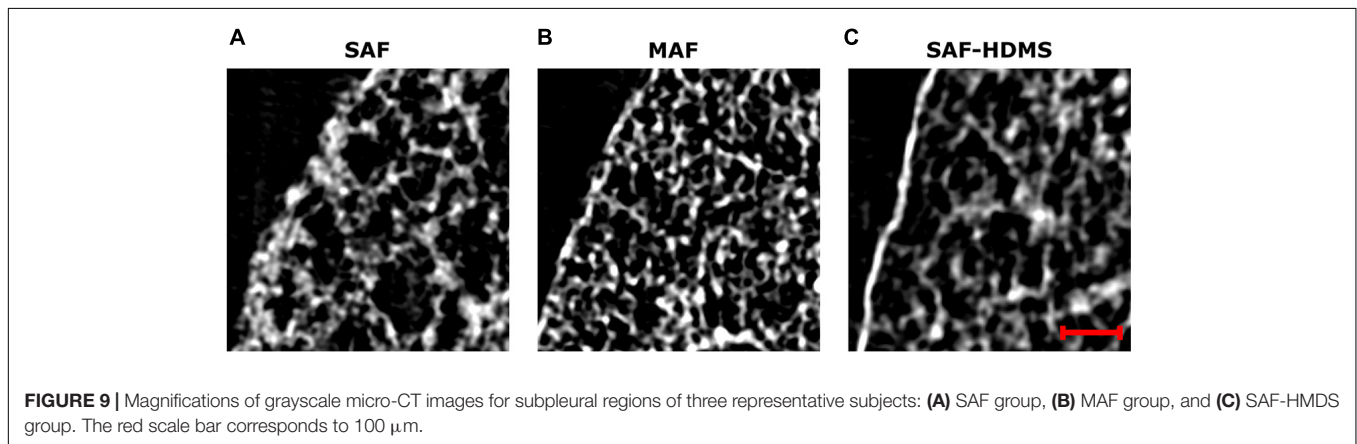 A
SAF
B
MAF
C
SAF-HDMS
FIGURE 9 | Magnifications of grayscale micro-CT images for subpleural regions of three representative subjects: (A) SAF group, (B) MAF group, and (C) SAF-HMDS
group. The red scale bar corresponds to 100 μm.